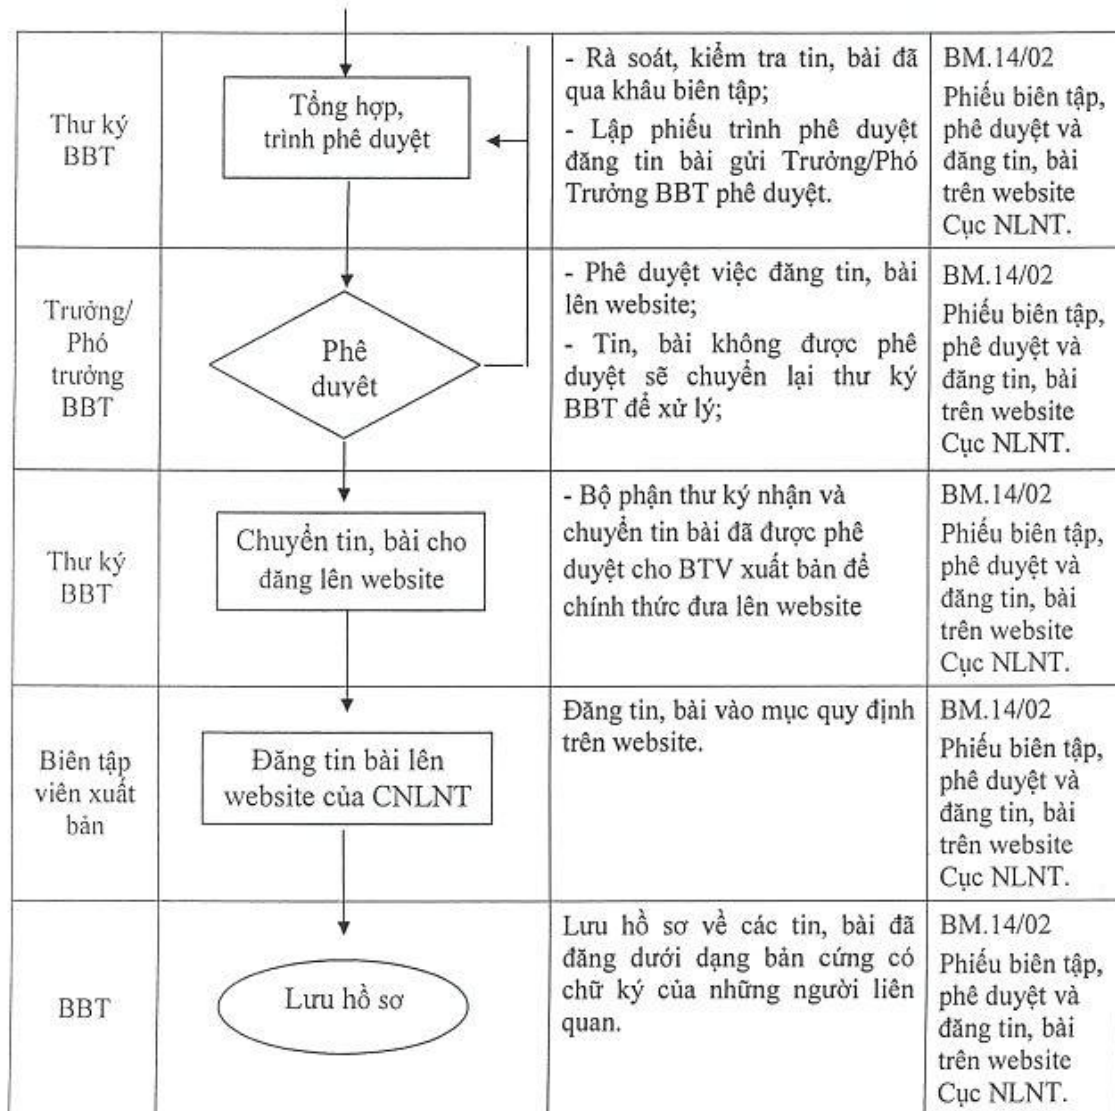 Thư ký
BBT
Tổng hợp,
trình phê duyệt
- Rà soát, kiểm tra tin, bài đã
qua khâu biên tập;
- Lập phiếu trình phê duyệt
đăng tin bài gửi Trưởng/Phó
Trưởng BBT phê duyệt.
BM.14/02
Phiếu biên tập,
phê duyệt và
đăng tin, bài
trên website
Cục NLNT.
Trưởng/
Phó
trưởng
BBT
Phê
duyêt
- Phê duyệt việc đăng tin, bài
lên website;
- Tin, bài không được phê
duyệt sẽ chuyển lại thư ký
BBT để xử lý;
BM.14/02
Phiếu biên tập,
phê duyệt và
đăng tin, bài
trên website
Cục NLNT.
Thư ký
BBT
Chuyển tin, bài cho
đăng lên website
- Bộ phận thư ký nhận và
chuyển tin bài đã được phê
duyệt cho BTV xuất bản để
chính thức đưa lên website
BM.14/02
Phiếu biên tập,
phê duyệt và
đăng tin, bài
trên website
Cục NLNT.
Biên tập
viên xuất
bản
Đăng tin bài lên
website của CNLNT
Đăng tin, bài vào mục quy định
trên website.
BM.14/02
Phiếu biên tập,
phê duyệt và
đăng tin, bài
trên website
Cục NLNT.
BBT
Lưu hồ sơ
Lưu hồ sơ về các tin, bài đã
đăng dưới dạng bản cứng có
chữ ký của những người liên
quan.
BM.14/02
Phiếu biên tập,
phê duyệt và
đăng tin, bài
trên website
Cục NLNT.